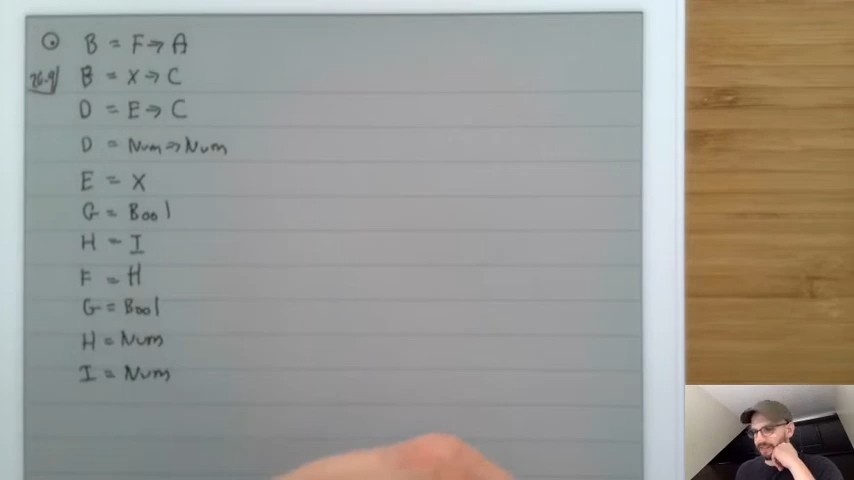 B = F → A
B = X → C
D = E → C
D = Num → Num
E = X
G = Bool
H = I
F = H
G = Bool
H = Num
I = Num